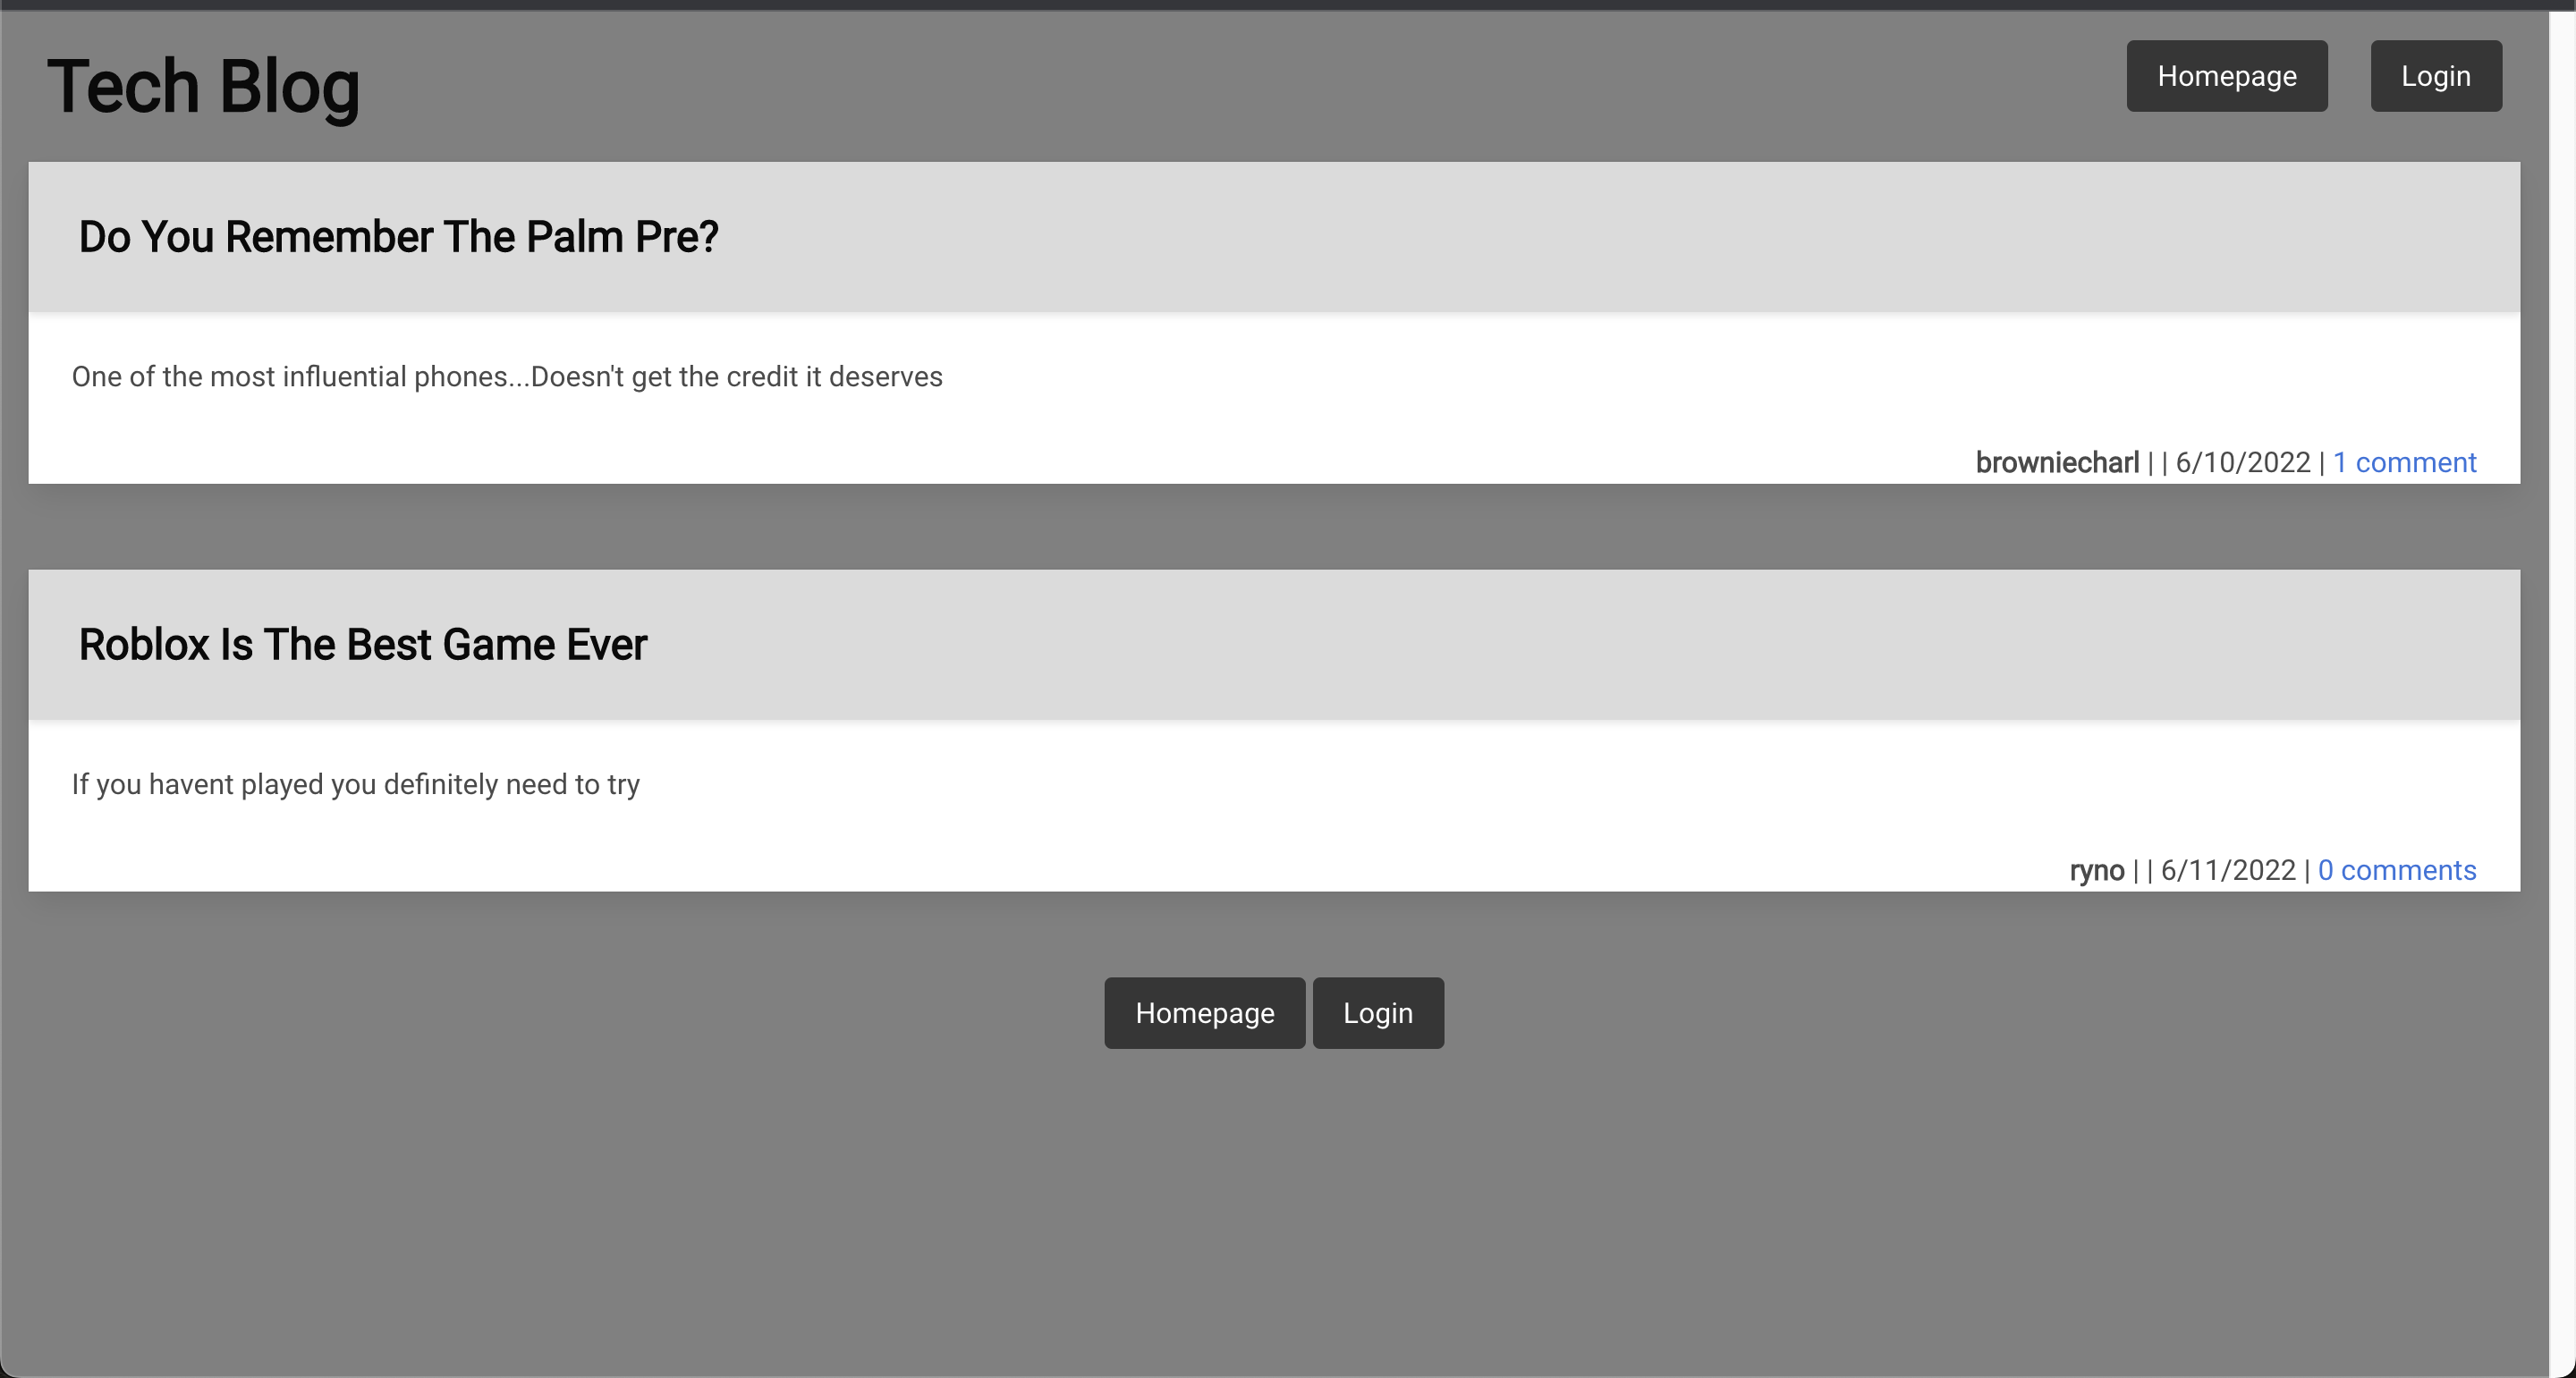 Tech Blog
Homepage Login
Do You Remember The Palm Pre?
One of the most influential phones...Doesn't get the credit it deserves
browniecharl | | 6/10/2022 | 1 comment
Roblox Is The Best Game Ever
If you havent played you definitely need to try
ryno | | 6/11/2022 | 0 comments
Homepage Login